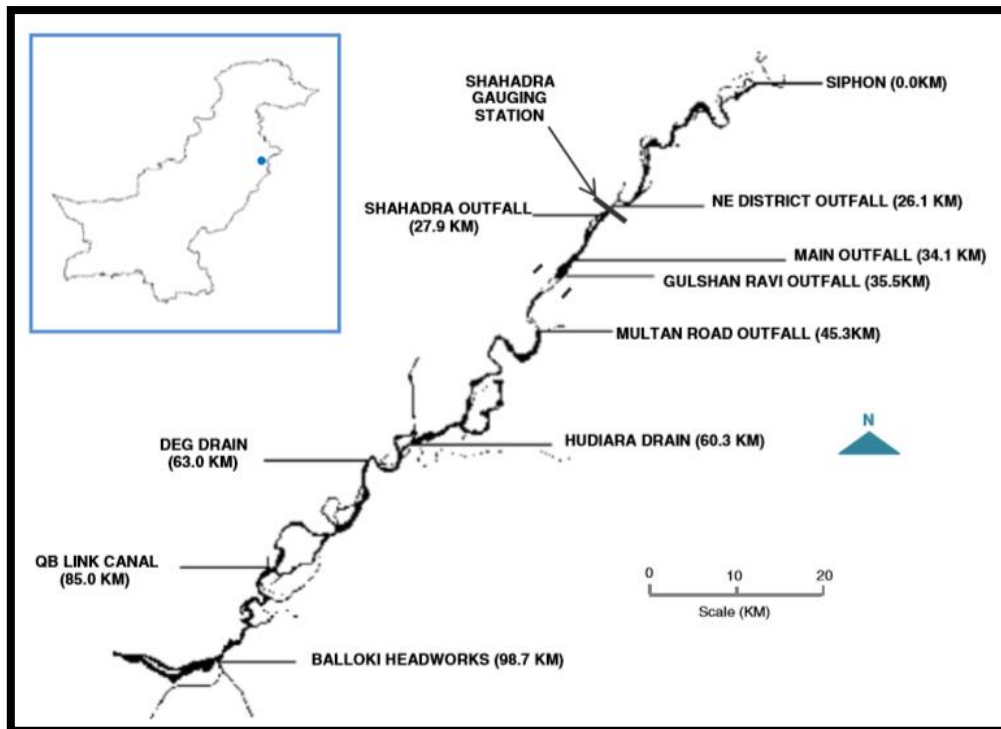 SHAHADRA
GAUGING
STATION
SIPHON (0.0KM)
NE DISTRICT OUTFALL (26.1 KM)
SHAHADRA OUTFALL
(27.9 KM)
MAIN OUTFALL (34.1 KM)
GULSHAN RAVI OUTFALL (35.5KM)
MULTAN ROAD OUTFALL (45.3KM)
N
HUDIARA DRAIN (60.3 KM)
DEG DRAIN
(63.0 KM)
QB LINK CANAL
(85.0 KM)
0 10 20
Scale (KM)
BALLOKI HEADWORKS (98.7 KM)